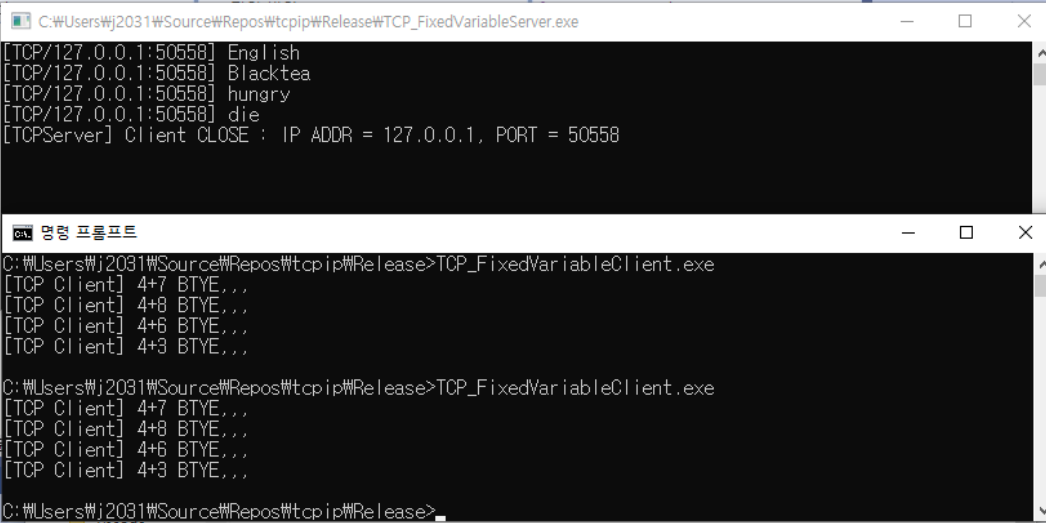 C:₩Users₩j2031₩Source₩Repos₩tcpip₩Release₩TCP_FixedVariableServer.exe
[TCP/127.0.0.1:50558] English
[TCP/127.0.0.1:50558] Blacktea
[TCP/127.0.0.1:50558] hungry
[TCP/127.0.0.1:50558] die
[TCPServer] Client CLOSE : IP ADDR = 127.0.0.1, PORT = 50558
명령 프롬프트
C:₩Users₩j2031₩Source₩Repos₩tcpip₩Release>TCP_FixedVariableClient.exe
[TCP Client] 4+7 BTYE,,,
[TCP Client] 4+8 BTYE,,,
[TCP Client] 4+6 BTYE,,,
[TCP Client] 4+3 BTYE,,,
C:₩Users₩j2031₩Source₩Repos₩tcpip₩Release>TCP_FixedVariableClient.exe
[TCP Client] 4+7 BTYE,,,
[TCP Client] 4+8 BTYE,,,
[TCP Client] 4+6 BTYE,,,
[TCP Client] 4+3 BTYE,,,
C:₩Users₩j2031₩Source₩Repos₩tcpip₩Release>